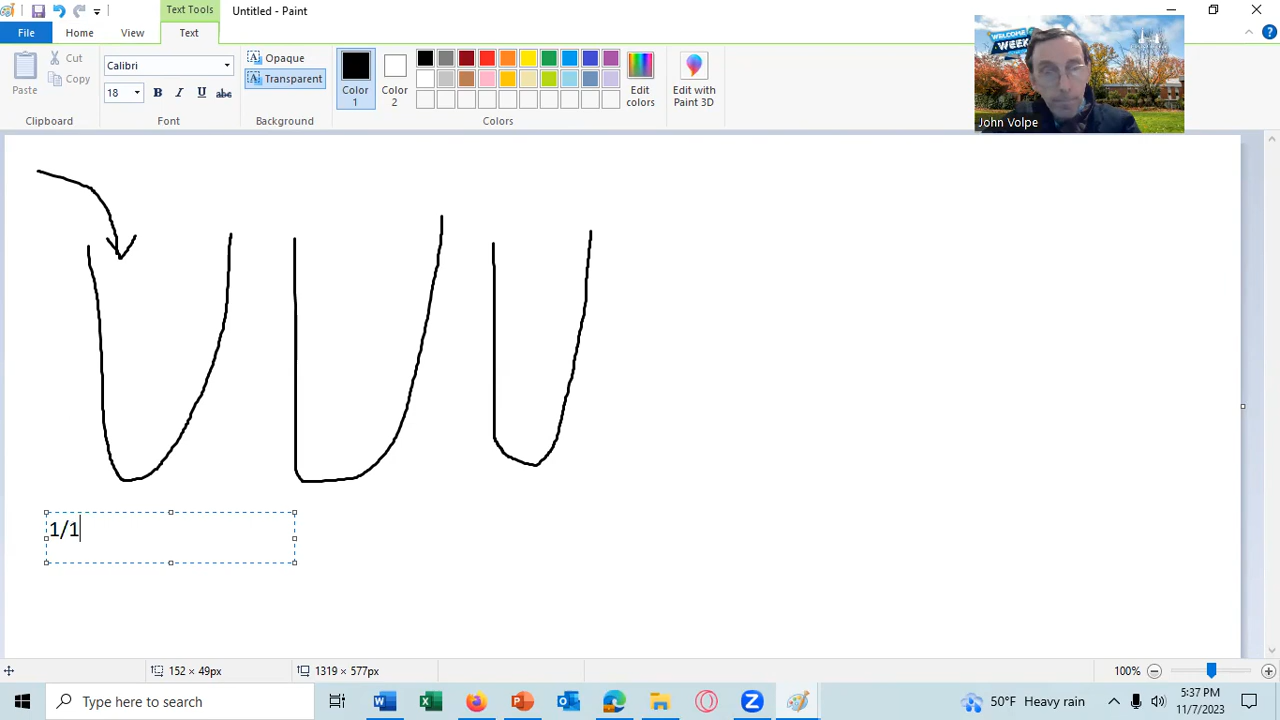 Text Tools
Untitled - Paint
File
Home
View
Text
Paste
Cut
Copy
Clipboard
Calibri
18
B
I
U
abc
Font
Opaque
Transparent
Background
Color
1
Color
2
Edit
colors
Edit with
Paint 3D
Colors
WELCOME
WEEK
John Volpe
1/1
152 × 49px
1319 × 577px
100%
Type here to search
50°F Heavy rain
5:37 PM
11/7/2023